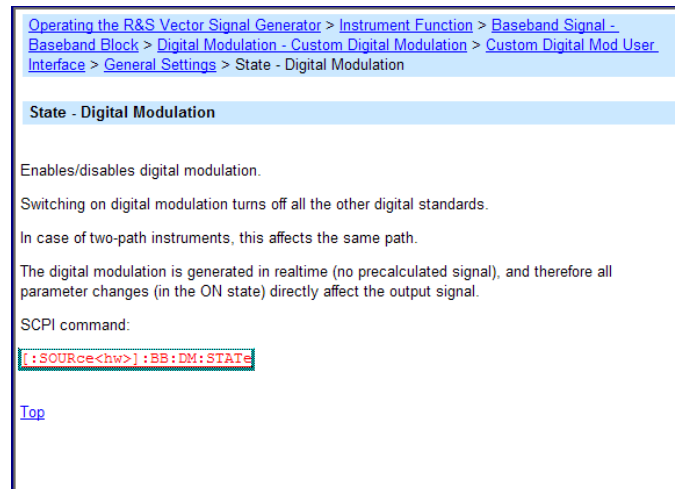 Operating the R&S Vector Signal Generator > Instrument Function > Baseband Signal -
Baseband Block > Digital Modulation - Custom Digital Modulation > Custom Digital Mod User
Interface > General Settings > State - Digital Modulation
State - Digital Modulation
Enables/disables digital modulation.
Switching on digital modulation turns off all the other digital standards.
In case of two-path instruments, this affects the same path.
The digital modulation is generated in realtime (no precalculated signal), and therefore all
parameter changes (in the ON state) directly affect the output signal.
SCPI command:
[:SOURce<hw>]:BB:DM:STATe
Top